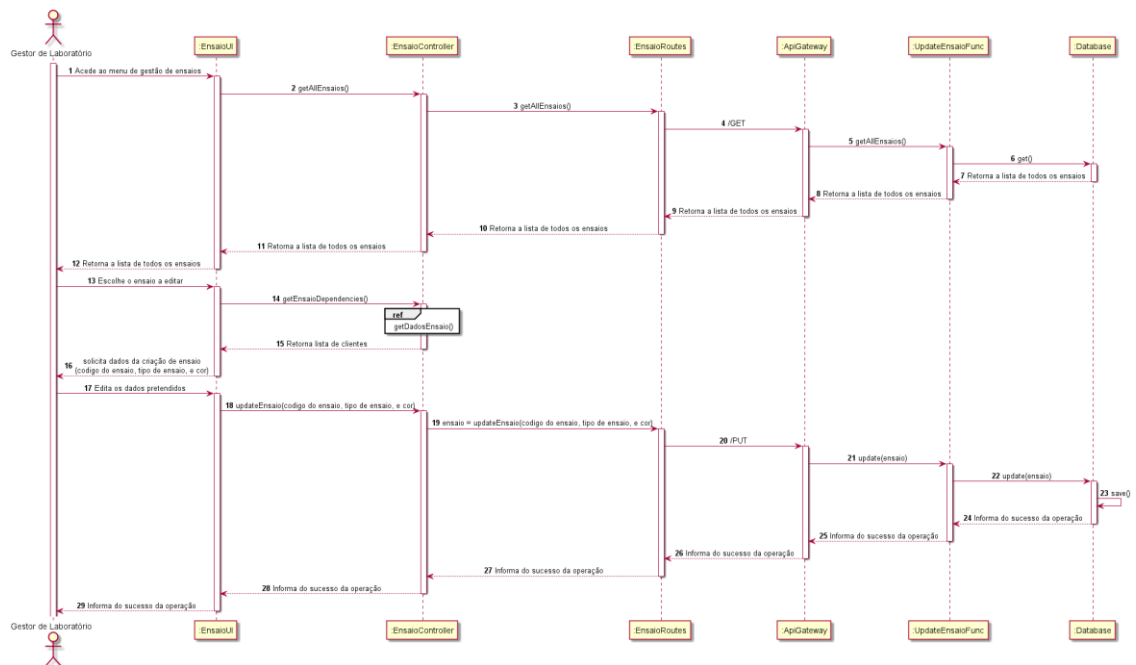 Gestor de Laboratório
:EnsaioUI
:EnsaioController
:EnsaioRoutes
:ApiGateway
:UpdateEnsaioFunc
:Database
1 Acede ao menu de gestão de ensaios
2 getAllEnsaios()
3 getAllEnsaios()
4 /GET
5 getAllEnsaios()
6 get()
7 Retorna a lista de todos os ensaios
8 Retorna a lista de todos os ensaios
9 Retorna a lista de todos os ensaios
10 Retorna a lista de todos os ensaios
11 Retorna a lista de todos os ensaios
12 Retorna a lista de todos os ensaios
13 Escolhe o ensaio a editar
14 getEnsaioDependencies()
ref
getDadosEnsaio()
15 Retorna lista de clientes
16 solicita dados da criação de ensaio
(codigo do ensaio, tipo de ensaio, e cor)
17 Edita os dados pretendidos
18 updateEnsaio(codigo do ensaio, tipo de ensaio, e cor)
19 ensaio = updateEnsaio(codigo do ensaio, tipo de ensaio, e cor)
20 /PUT
21 update(ensaio)
22 update(ensaio)
23 save()
24 Informa do sucesso da operação
25 Informa do sucesso da operação
26 Informa do sucesso da operação
27 Informa do sucesso da operação
28 Informa do sucesso da operação
29 Informa do sucesso da operação
Gestor de Laboratório
:EnsaioUI
:EnsaioController
:EnsaioRoutes
:ApiGateway
:UpdateEnsaioFunc
:Database